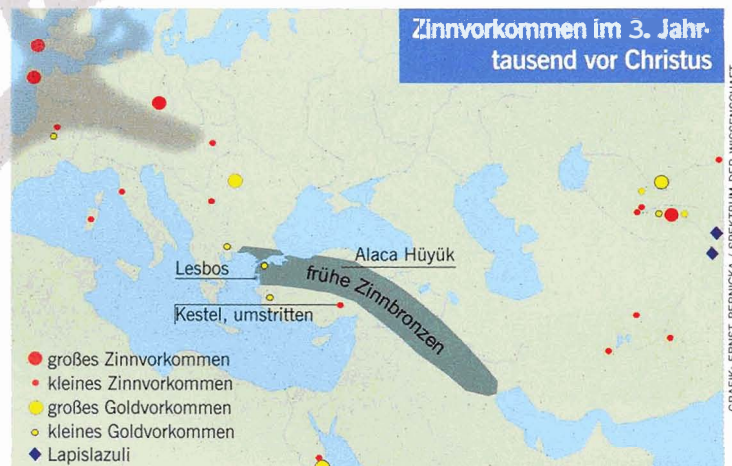 Zinnvorkommen im 3. Jahr-
tausend vor Christus
Alaca Hüyük
Lesbos
frühe Zinnbronzen
Kestel, umstritten
großes Zinnvorkommen
kleines Zinnvorkommen
großes Goldvorkommen
kleines Goldvorkommen
Lapislazuli
GRAFIK: ERNST PERNICKA / SPEKTRUM DER WISSENSCHAFT